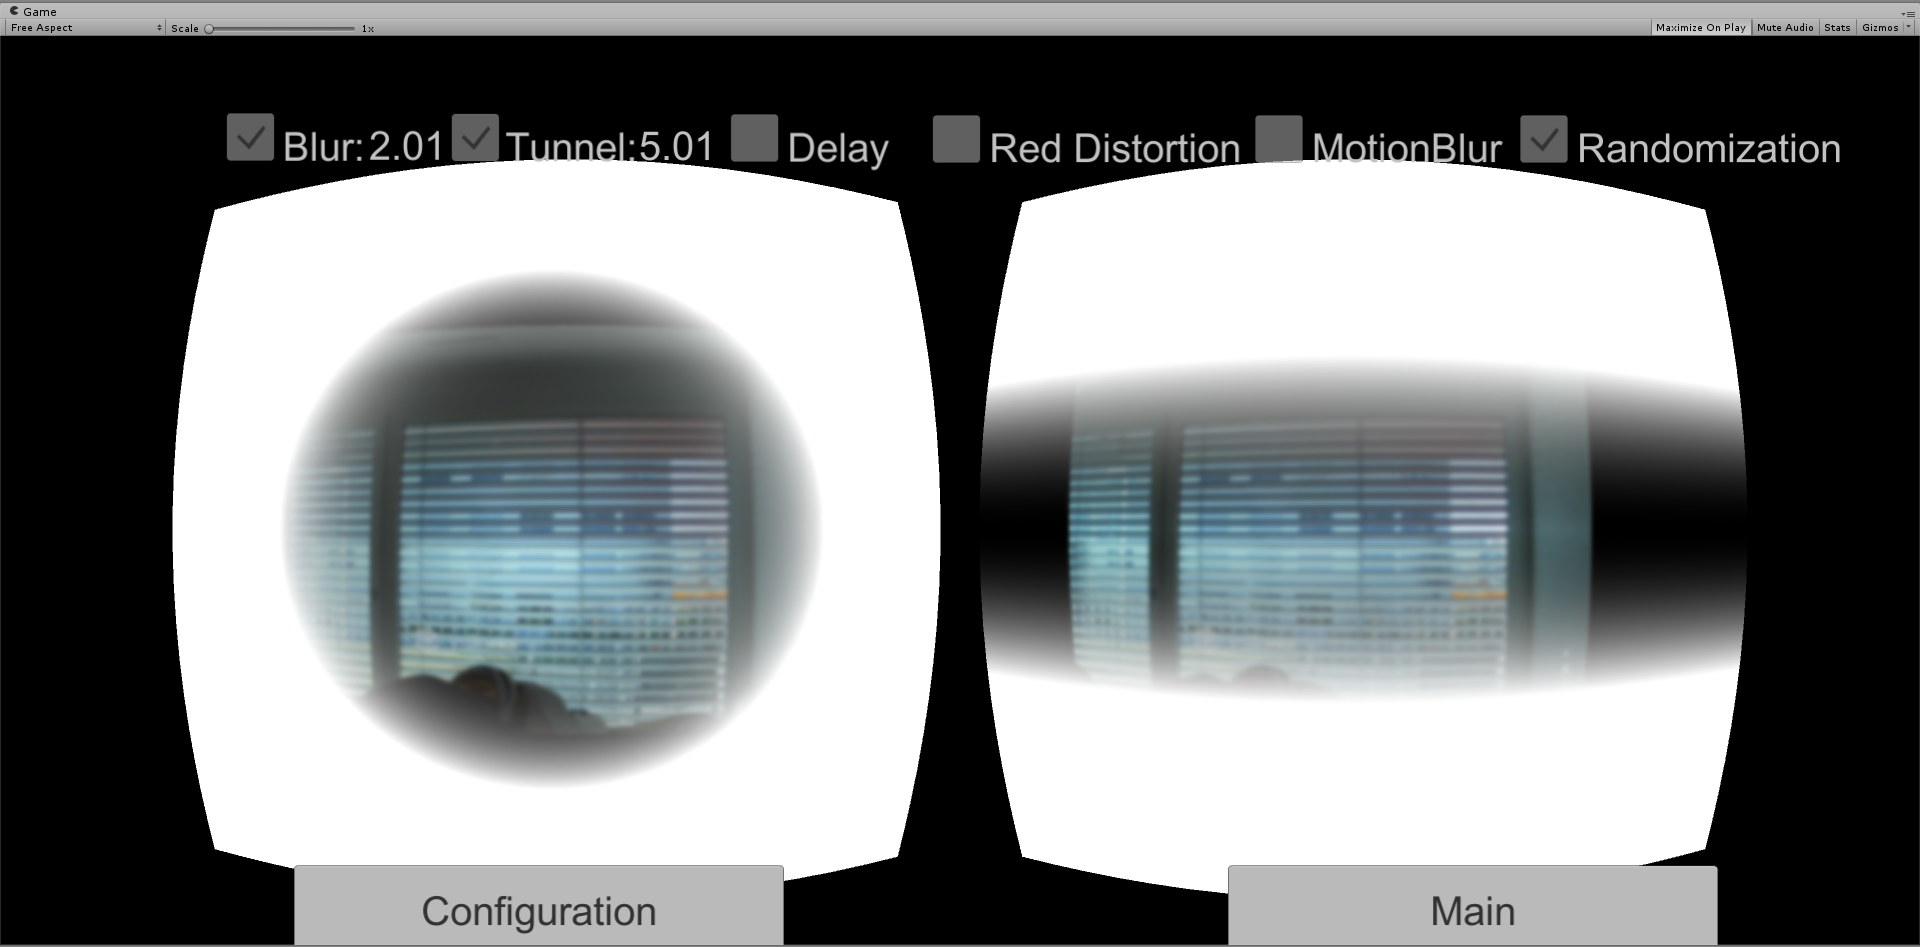 Game
Free Aspect Scale 1x Maximize On Play Mute Audio Stats Gizmos
Blur: 2.01 Tunnel: 5.01 Delay Red Distortion MotionBlur Randomization
Configuration Main